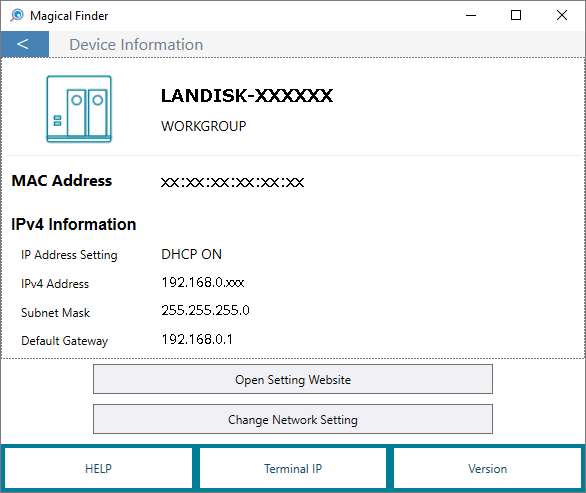 Magical Finder
< Device Information
LANDISK-XXXXXX
WORKGROUP
MAC Address xx:xx:xx:xx:xx:xx
IPv4 Information
IP Address Setting DHCP ON
IPv4 Address 192.168.0.xxx
Subnet Mask 255.255.255.0
Default Gateway 192.168.0.1
Open Setting Website
Change Network Setting
HELP Terminal IP Version